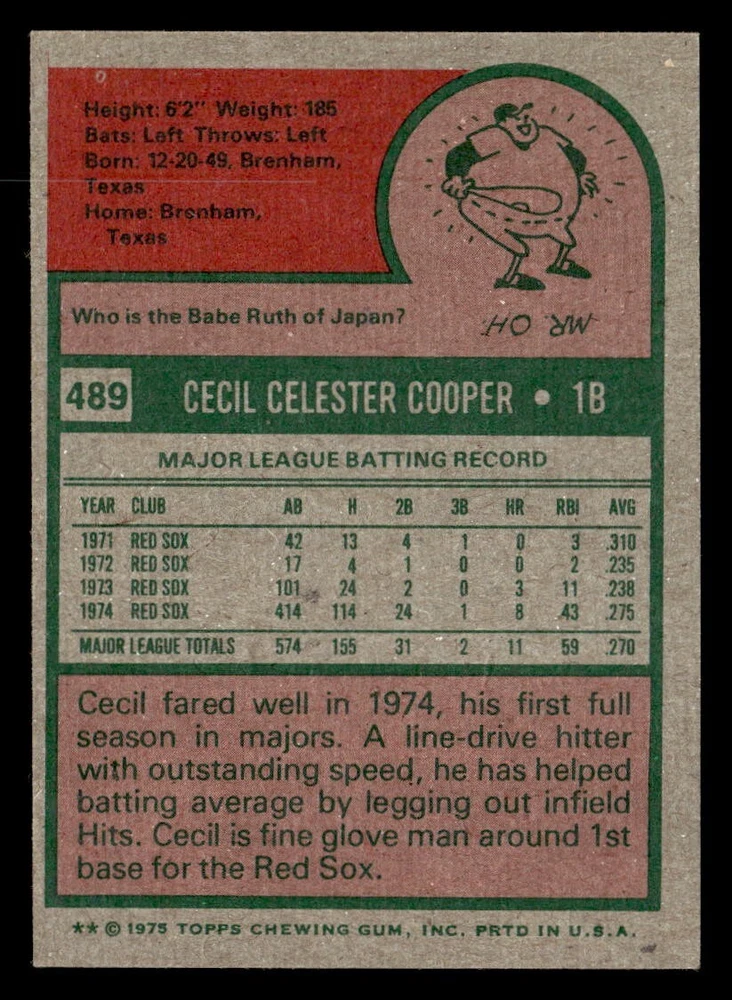 Height: 6'2" Weight: 185
Bats: Left Throws: Left
Born: 12-20-49, Brenham,
Texas
Home: Brenham,
Texas
Who is the Babe Ruth of Japan?
MR. OH
489 CECIL CELESTER COOPER • 1B
MAJOR LEAGUE BATTING RECORD
YEAR CLUB AB H 2B 3B HR RBI AVG
1971 RED SOX 42 13 4 1 0 3 .310
1972 RED SOX 17 4 1 0 0 2 .235
1973 RED SOX 101 24 2 0 3 11 .238
1974 RED SOX 414 114 24 1 8 43 .275
MAJOR LEAGUE TOTALS 574 155 31 2 11 59 .270
Cecil fared well in 1974, his first full
season in majors. A line-drive hitter
with outstanding speed, he has helped
batting average by legging out infield
Hits. Cecil is fine glove man around 1st
base for the Red Sox.
** © 1975 TOPPS CHEWING GUM, INC. PRTD IN U.S.A.